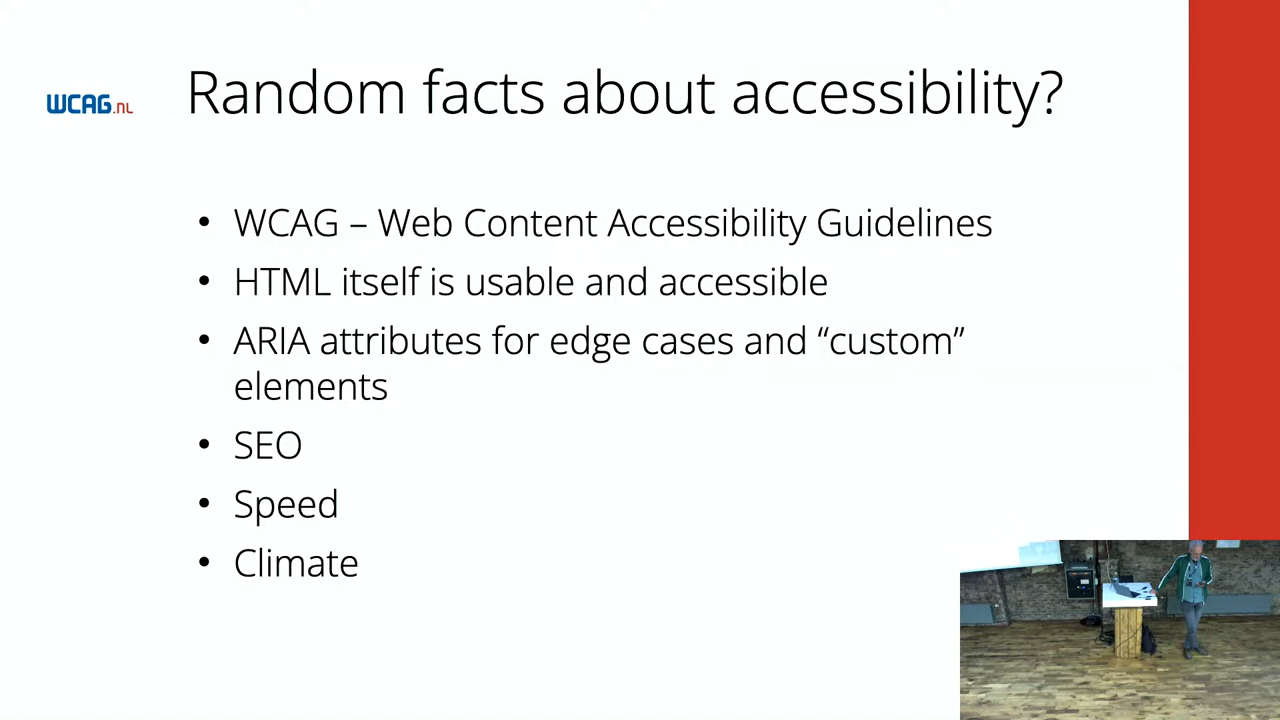 WCAG.nl
Random facts about accessibility?
• WCAG – Web Content Accessibility Guidelines
• HTML itself is usable and accessible
• ARIA attributes for edge cases and “custom”
elements
• SEO
• Speed
• Climate